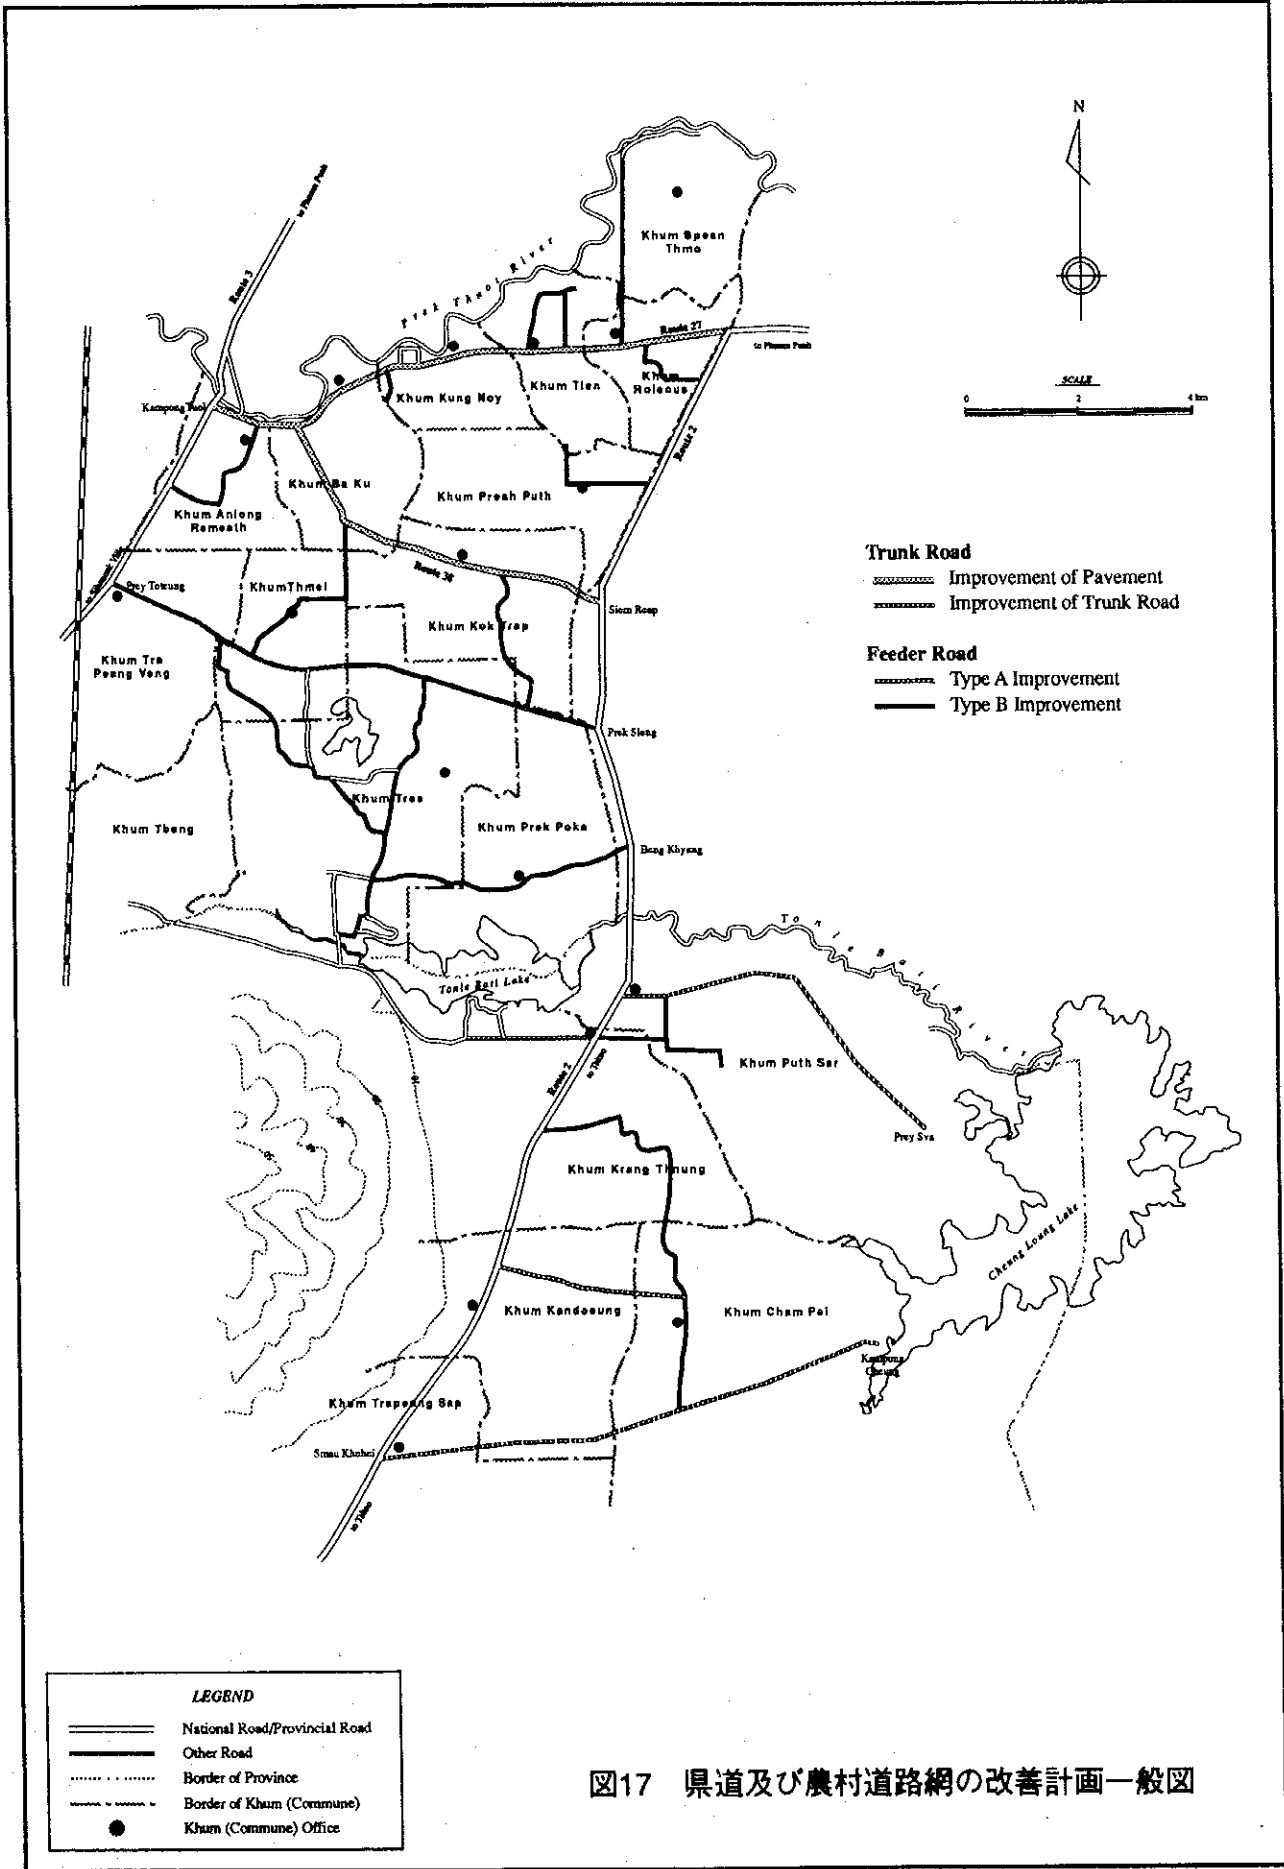 N
to Phnom Penh
Route 3
Prek Thnot River
Khum Spean
Thmo
Route 27
to Phnom Penh
SCALE
0 2 4 km
Kampong Tuol
Khum Kung Noy
Khum Tien
Khum
Roleous
Route 2
Khum Ba Ku
Khum Preah Puth
Khum Anlong
Romeath
Route 38
Prey Totung
Khum Thmei
Siem Reap
Khum Kok Trap
Khum Tra
Peang Veng
Prek Sleng
Trunk Road
Improvement of Pavement
Improvement of Trunk Road
Feeder Road
Type A Improvement
Type B Improvement
Khum Tres
Khum Tbeng
Khum Prek Poke
Beng Khyang
Tonle Bati River
Tonle Bati Lake
Khum Puth Sar
Route 2
to Takeo
Prey Sva
Khum Krang Thnung
Cheung Loung Lake
Khum Kandoeung
Khum Cham Pei
Kampong
Cheung
Khum Trapeang Sap
Smau Khnhei
to Takeo
LEGEND
National Road/Provincial Road
Other Road
Border of Province
Border of Khum (Commune)
Khum (Commune) Office
図17 県道及び農村道路網の改善計画一般図